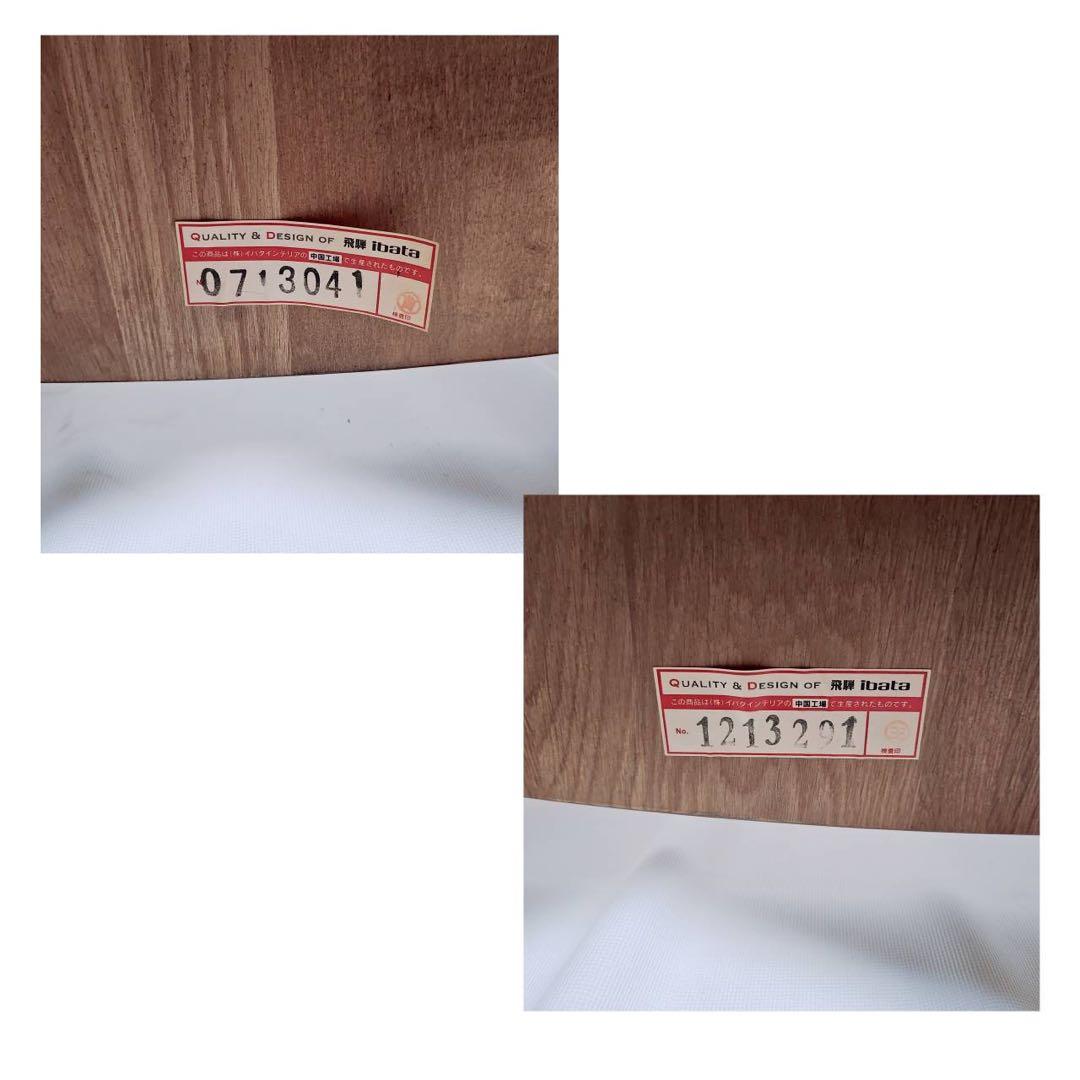 QUALITY & DESIGN OF 飛騨 ibata
この商品は(株)イバタインテリアの 中国工場 で生産されたものです。
0713041
検査印
QUALITY & DESIGN OF 飛騨 ibata
この商品は(株)イバタインテリアの 中国工場 で生産されたものです。
No. 1213291
検査印